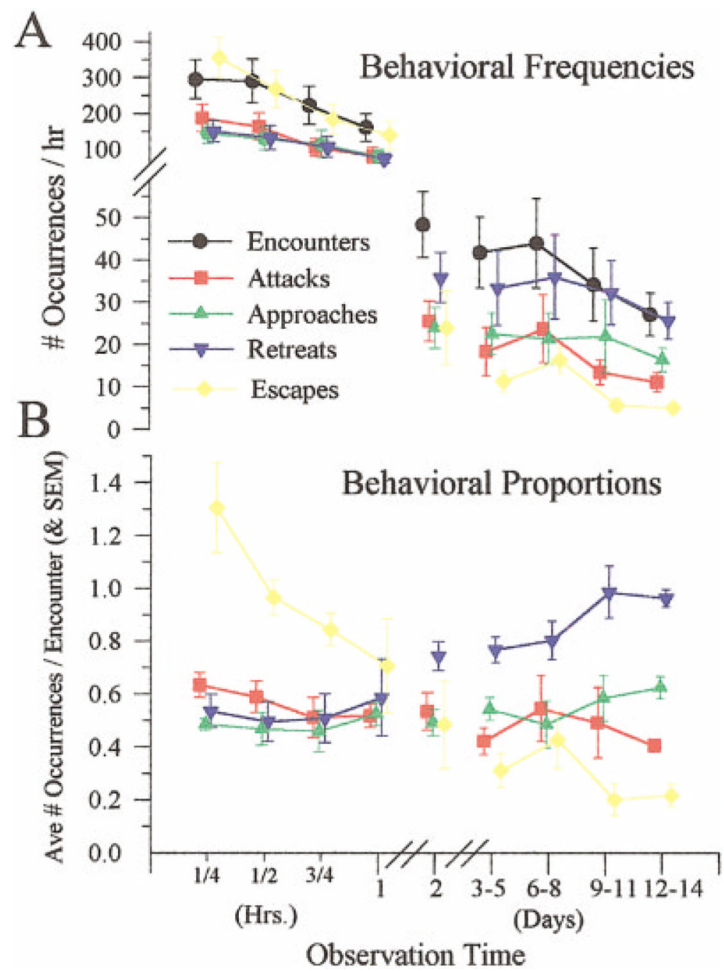 A
Behavioral Frequencies
# Occurrences / hr
400
300
200
100
50
40
30
20
10
0
Encounters
Attacks
Approaches
Retreats
Escapes
B
Behavioral Proportions
Ave # Occurrences / Encounter (& SEM)
1.4
1.2
1.0
0.8
0.6
0.4
0.2
0.0
1/4 1/2 3/4 1 2 3-5 6-8 9-11 12-14
(Hrs.) (Days)
Observation Time